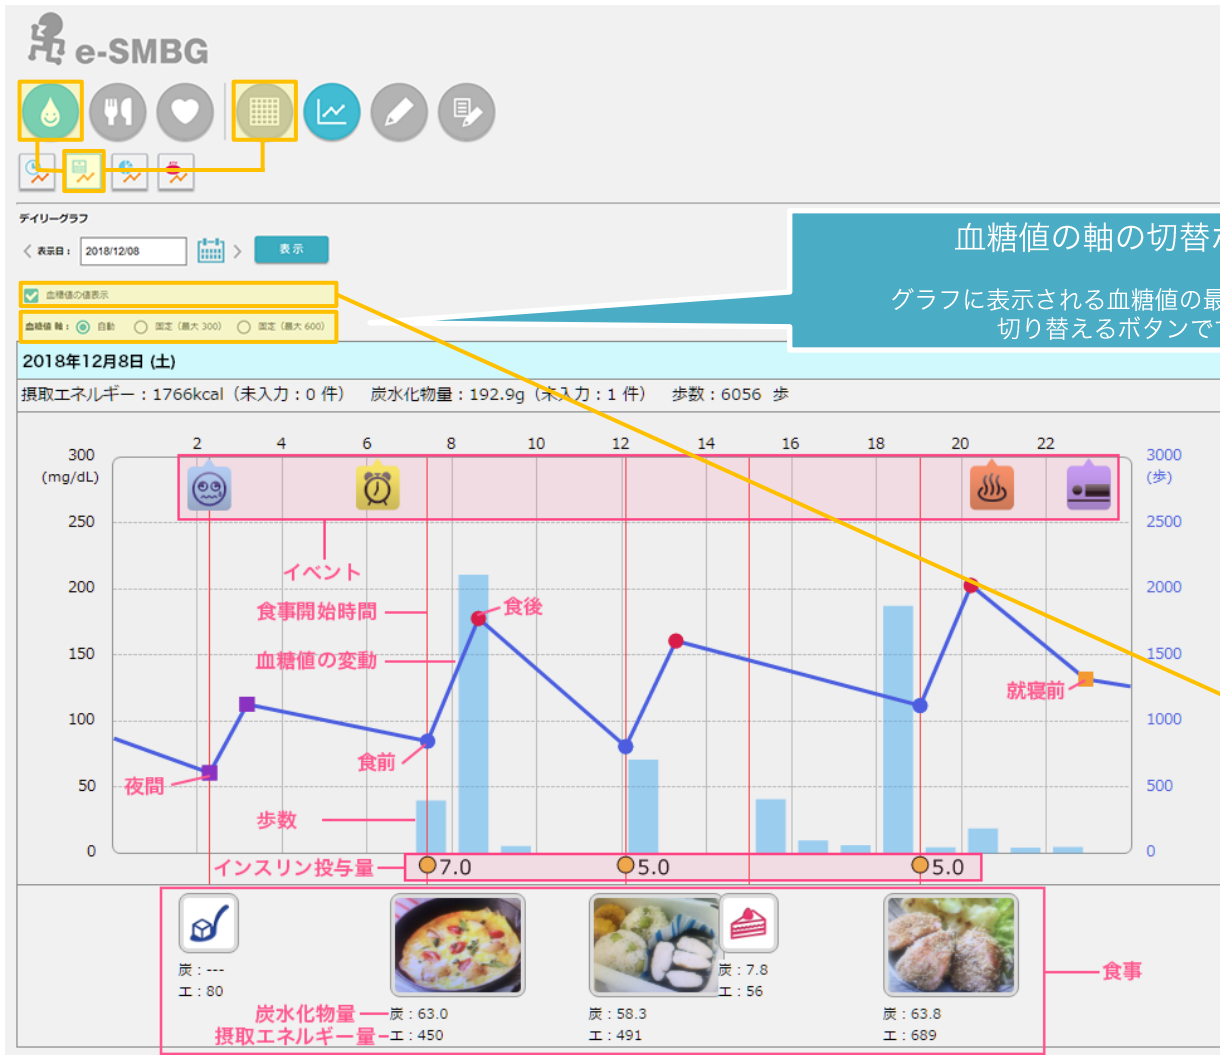 e-SMBG
デイリーグラフ
表示日： 2018/12/08 表示
血糖値の値表示
血糖値 軸： 自動 固定（最大 300） 固定（最大 600）
血糖値の軸の切替
グラフに表示される血糖値の最
切り替えるボタンで
2018年12月8日 (土)
摂取エネルギー：1766kcal（未入力：0 件） 炭水化物量：192.9g（未入力：1 件） 歩数：6056 歩
2 4 6 8 10 12 14 16 18 20 22
300 3000
(mg/dL) (歩)
250 2500
イベント
200 2000
食事開始時間 食後
150 1500
血糖値の変動
就寝前
100 1000
食前
50 500
夜間
歩数
0 0
インスリン投与量 7.0 5.0 5.0
炭：--- 炭：7.8
エ：80 エ：56
食事
炭水化物量 炭：63.0 炭：58.3 炭：63.8
摂取エネルギー量 エ：450 エ：491 エ：689